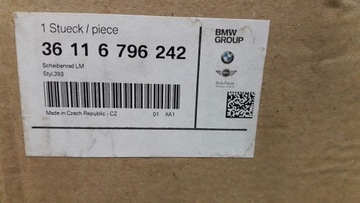 1 Stueck / piece
36 11 6 796 242
Scheibenrad LM
Styl.393
Made in Czech Republic - CZ 01 XA1
BMW
GROUP